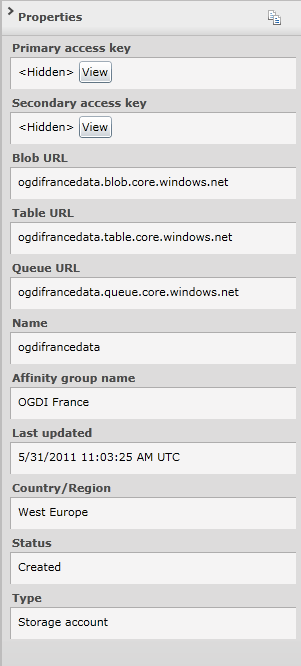 Properties
Primary access key
<Hidden> View
Secondary access key
<Hidden> View
Blob URL
ogdifrancedata.blob.core.windows.net
Table URL
ogdifrancedata.table.core.windows.net
Queue URL
ogdifrancedata.queue.core.windows.net
Name
ogdifrancedata
Affinity group name
OGDI France
Last updated
5/31/2011 11:03:25 AM UTC
Country/Region
West Europe
Status
Created
Type
Storage account